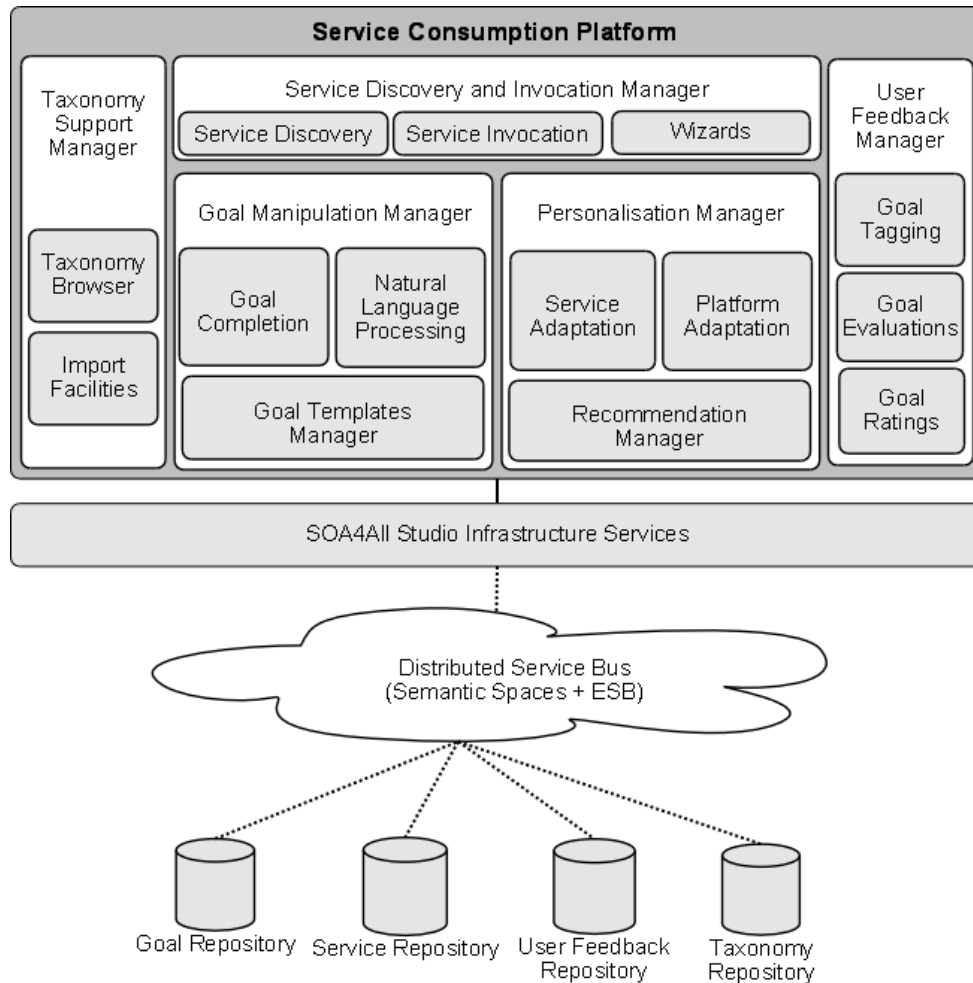 Service Consumption Platform
Taxonomy
Support
Manager
Taxonomy
Browser
Import
Facilities
Service Discovery and Invocation Manager
Service Discovery
Service Invocation
Wizards
Goal Manipulation Manager
Goal
Completion
Natural
Language
Processing
Goal Templates
Manager
Personalisation Manager
Service
Adaptation
Platform
Adaptation
Recommendation
Manager
User
Feedback
Manager
Goal
Tagging
Goal
Evaluations
Goal
Ratings
SOA4All Studio Infrastructure Services
Distributed Service Bus
(Semantic Spaces + ESB)
Goal Repository
Service Repository
User Feedback
Repository
Taxonomy
Repository